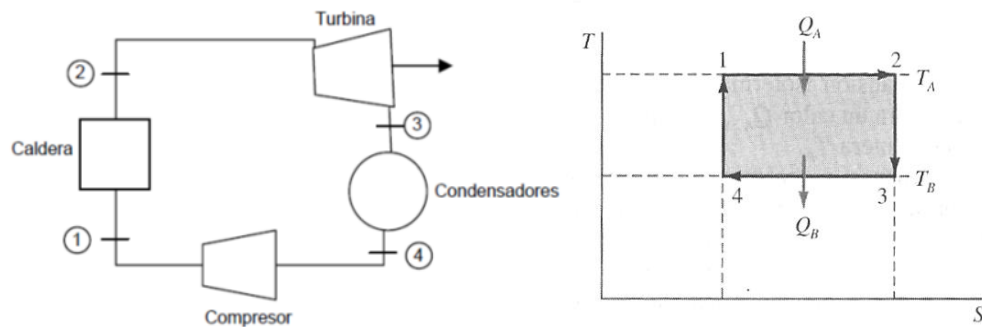 Turbina
2
3
Caldera
Condensadores
1
4
Compresor
T
Q_A
1
2
T_A
4
3
T_B
Q_B
S